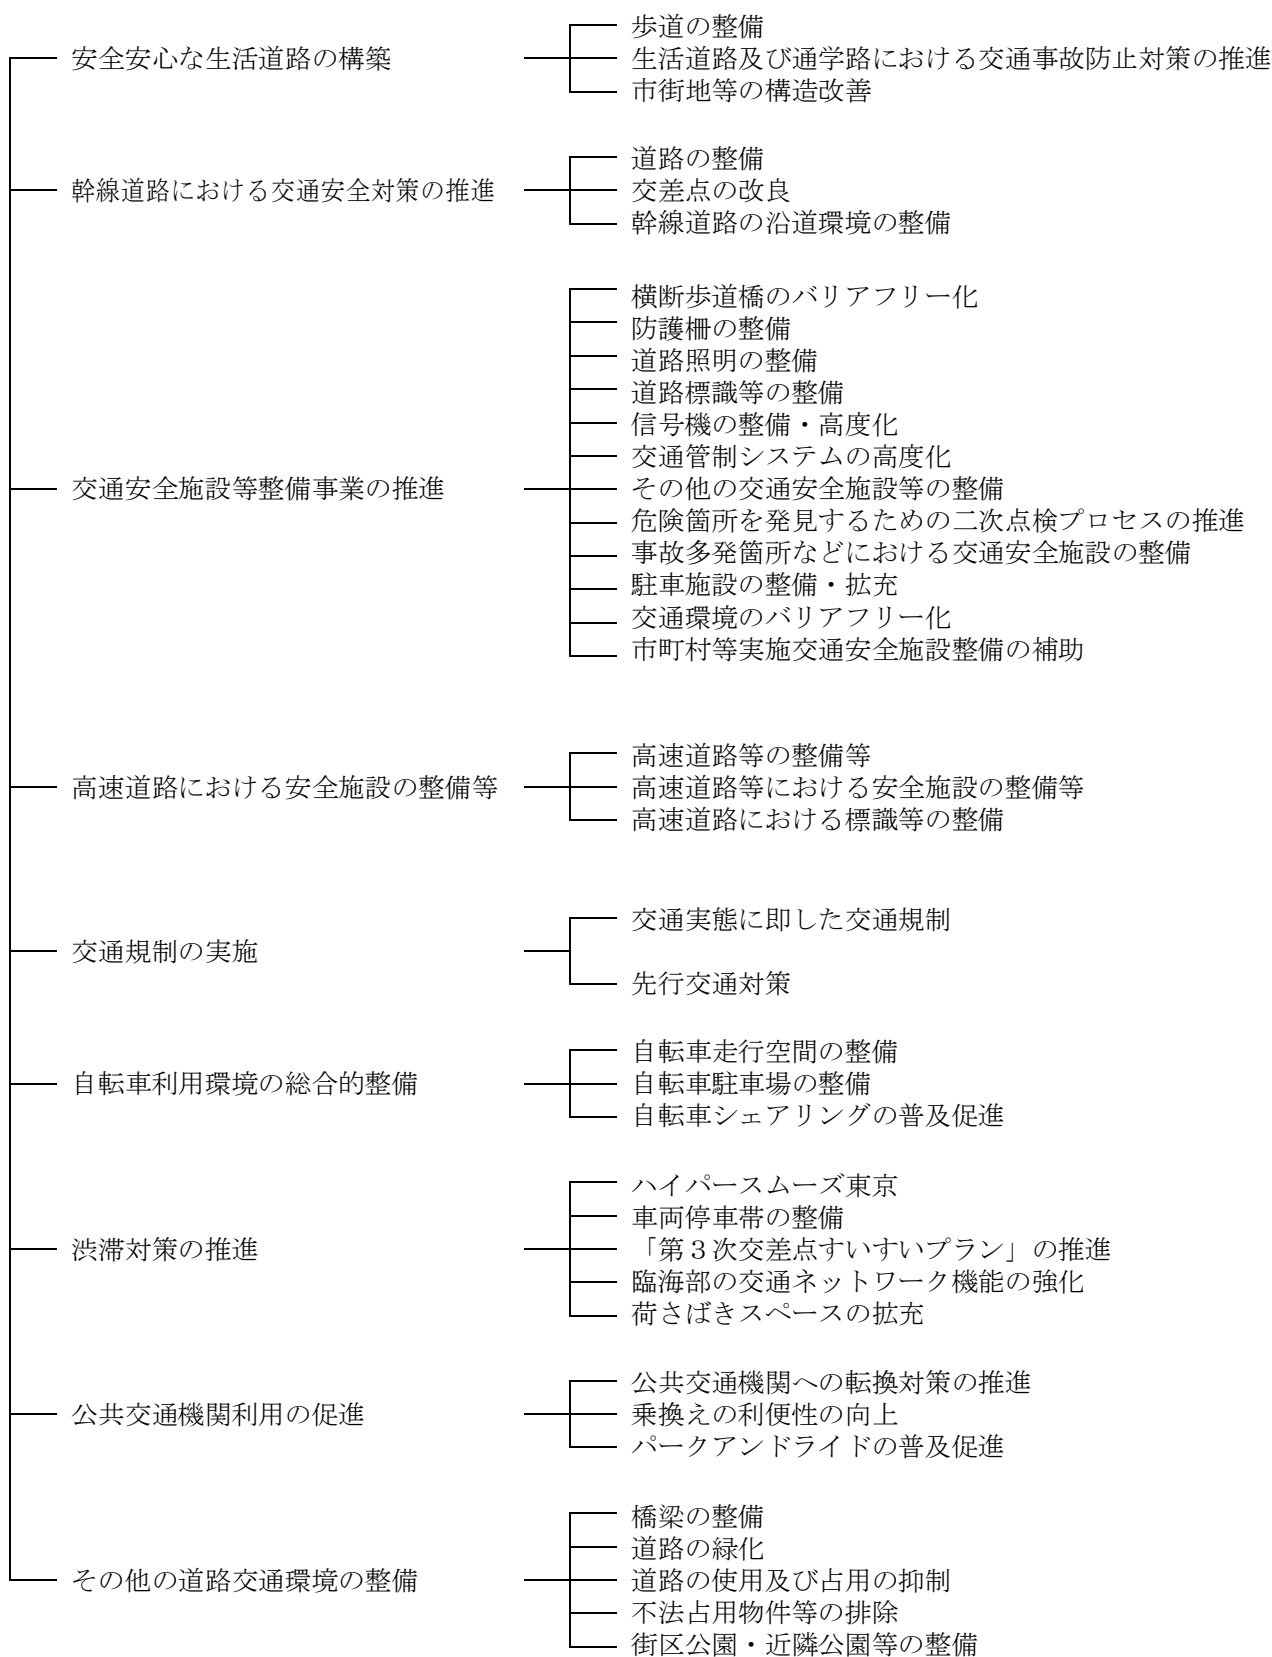 安全安心な生活道路の構築
歩道の整備
生活道路及び通学路における交通事故防止対策の推進
市街地等の構造改善
幹線道路における交通安全対策の推進
道路の整備
交差点の改良
幹線道路の沿道環境の整備
交通安全施設等整備事業の推進
横断歩道橋のバリアフリー化
防護柵の整備
道路照明の整備
道路標識等の整備
信号機の整備・高度化
交通管制システムの高度化
その他の交通安全施設等の整備
危険箇所を発見するための二次点検プロセスの推進
事故多発箇所などにおける交通安全施設の整備
駐車施設の整備・拡充
交通環境のバリアフリー化
市町村等実施交通安全施設整備の補助
高速道路における安全施設の整備等
高速道路等の整備等
高速道路等における安全施設の整備等
高速道路における標識等の整備
交通規制の実施
交通実態に即した交通規制
先行交通対策
自転車利用環境の総合的整備
自転車走行空間の整備
自転車駐車場の整備
自転車シェアリングの普及促進
渋滞対策の推進
ハイパースムーズ東京
車両停車帯の整備
「第３次交差点すいすいプラン」の推進
臨海部の交通ネットワーク機能の強化
荷さばきスペースの拡充
公共交通機関利用の促進
公共交通機関への転換対策の推進
乗換えの利便性の向上
パークアンドライドの普及促進
その他の道路交通環境の整備
橋梁の整備
道路の緑化
道路の使用及び占用の抑制
不法占用物件等の排除
街区公園・近隣公園等の整備